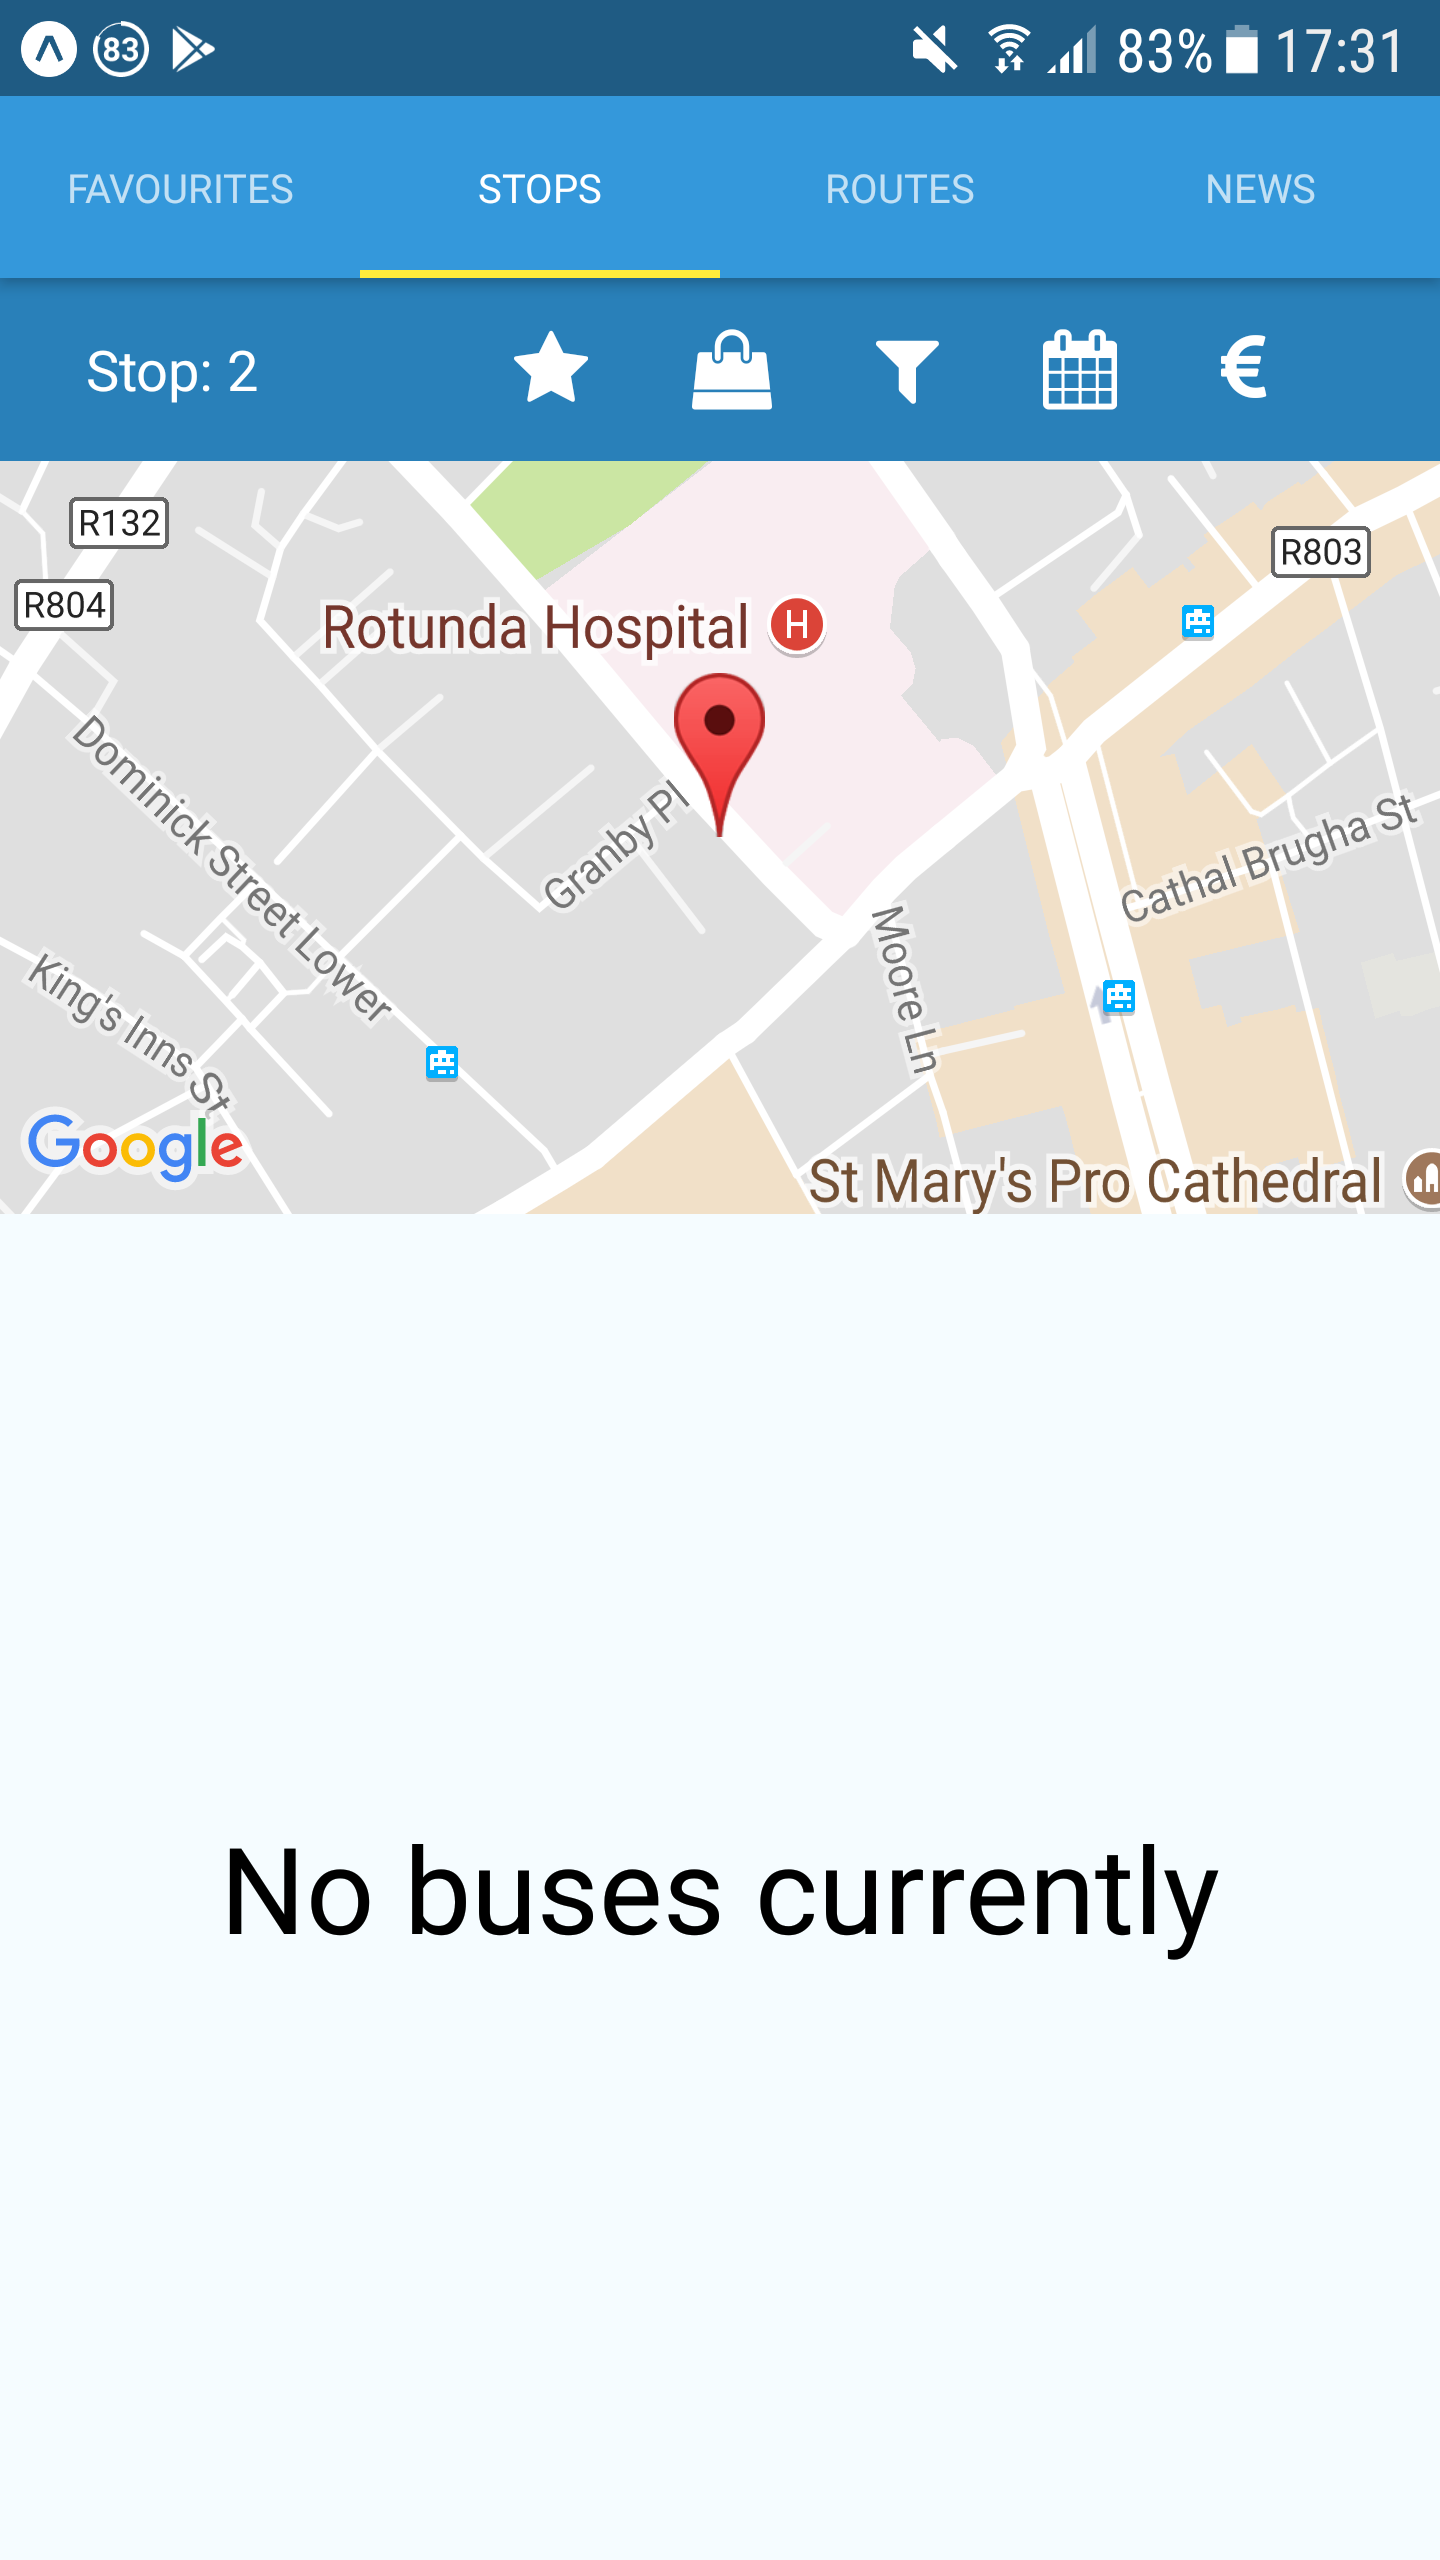 83
83% 17:31
FAVOURITES STOPS ROUTES NEWS
Stop: 2 €
R132
R803
R804
Rotunda Hospital H
Dominick Street Lower
Granby Pl
Cathal Brugha St
Moore Ln
King's Inns St
Google
St Mary's Pro Cathedral
No buses currently